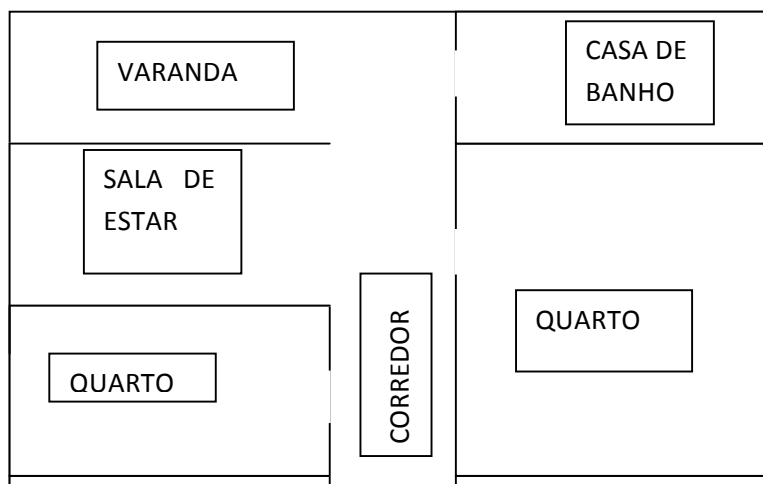 VARANDA
CASA DE
BANHO
SALA DE
ESTAR
QUARTO
CORREDOR
QUARTO